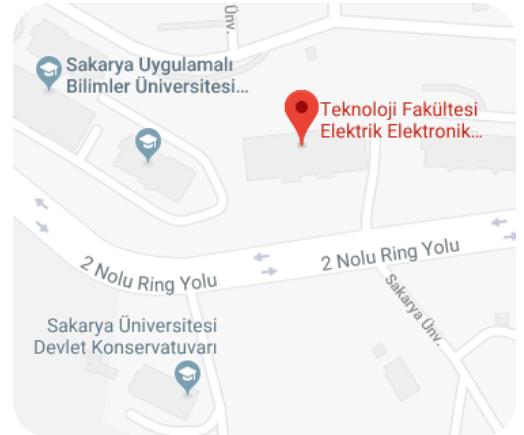 Ünv.
Sakarya Uygulamalı
Bilimler Üniversitesi...
Teknoloji Fakültesi
Elektrik Elektronik...
2 Nolu Ring Yolu
2 Nolu Ring Yolu
Sakarya Ünv.
Sakarya Üniversitesi
Devlet Konservatuvarı